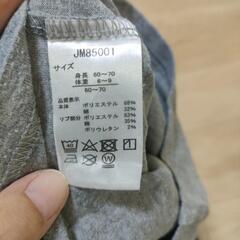 JM85001
サイズ
身長 60~70
体重 6~9
60~70
品質表示
本体 ポリエステル 68%
綿 32%
リブ部分 ポリエステル 63%
綿 35%
ポリウレタン 2%